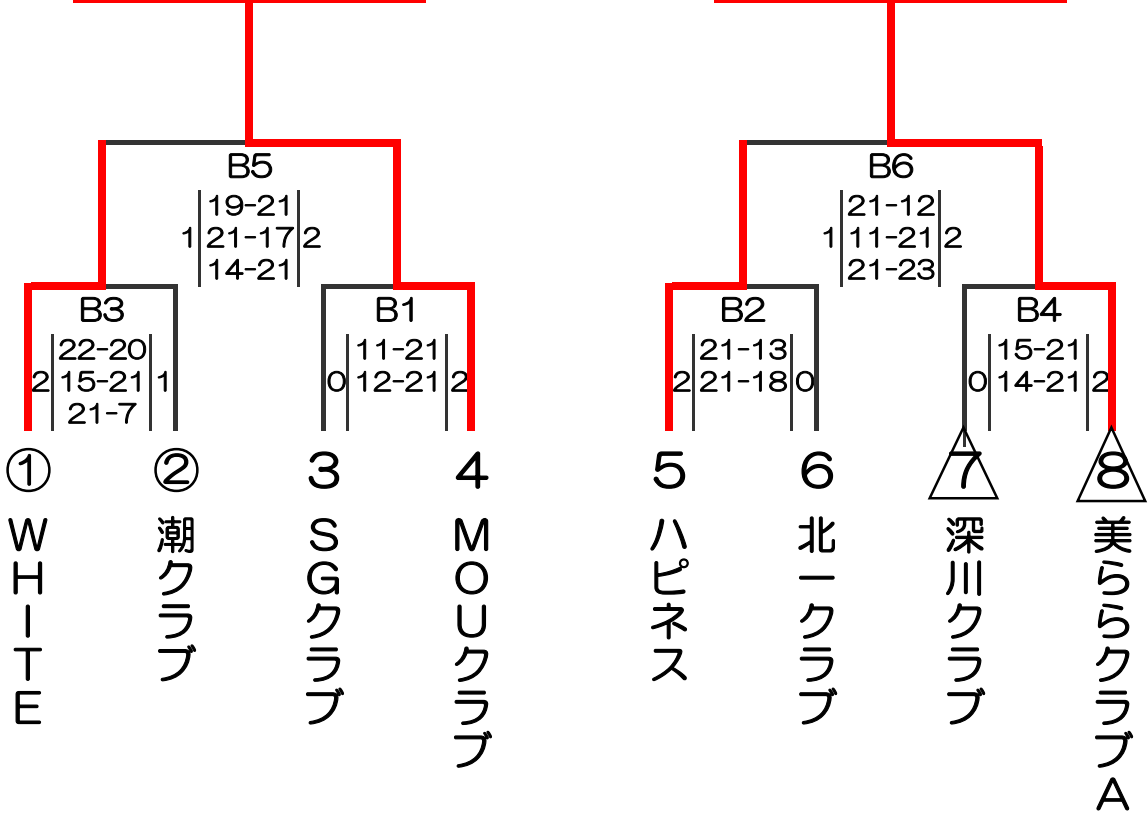 B5
19-21
1 21-17 2
14-21
B6
21-12
1 11-21 2
21-23
B3
22-20
2 15-21 1
21-7
B1
11-21
0 12-21 2
B2
21-13
2 21-18 0
B4
15-21
0 14-21 2
① WHITE
② 潮クラブ
3 SGクラブ
4 MOUクラブ
5 ハピネス
6 北一クラブ
7 深川クラブ
8 美ららクラブA